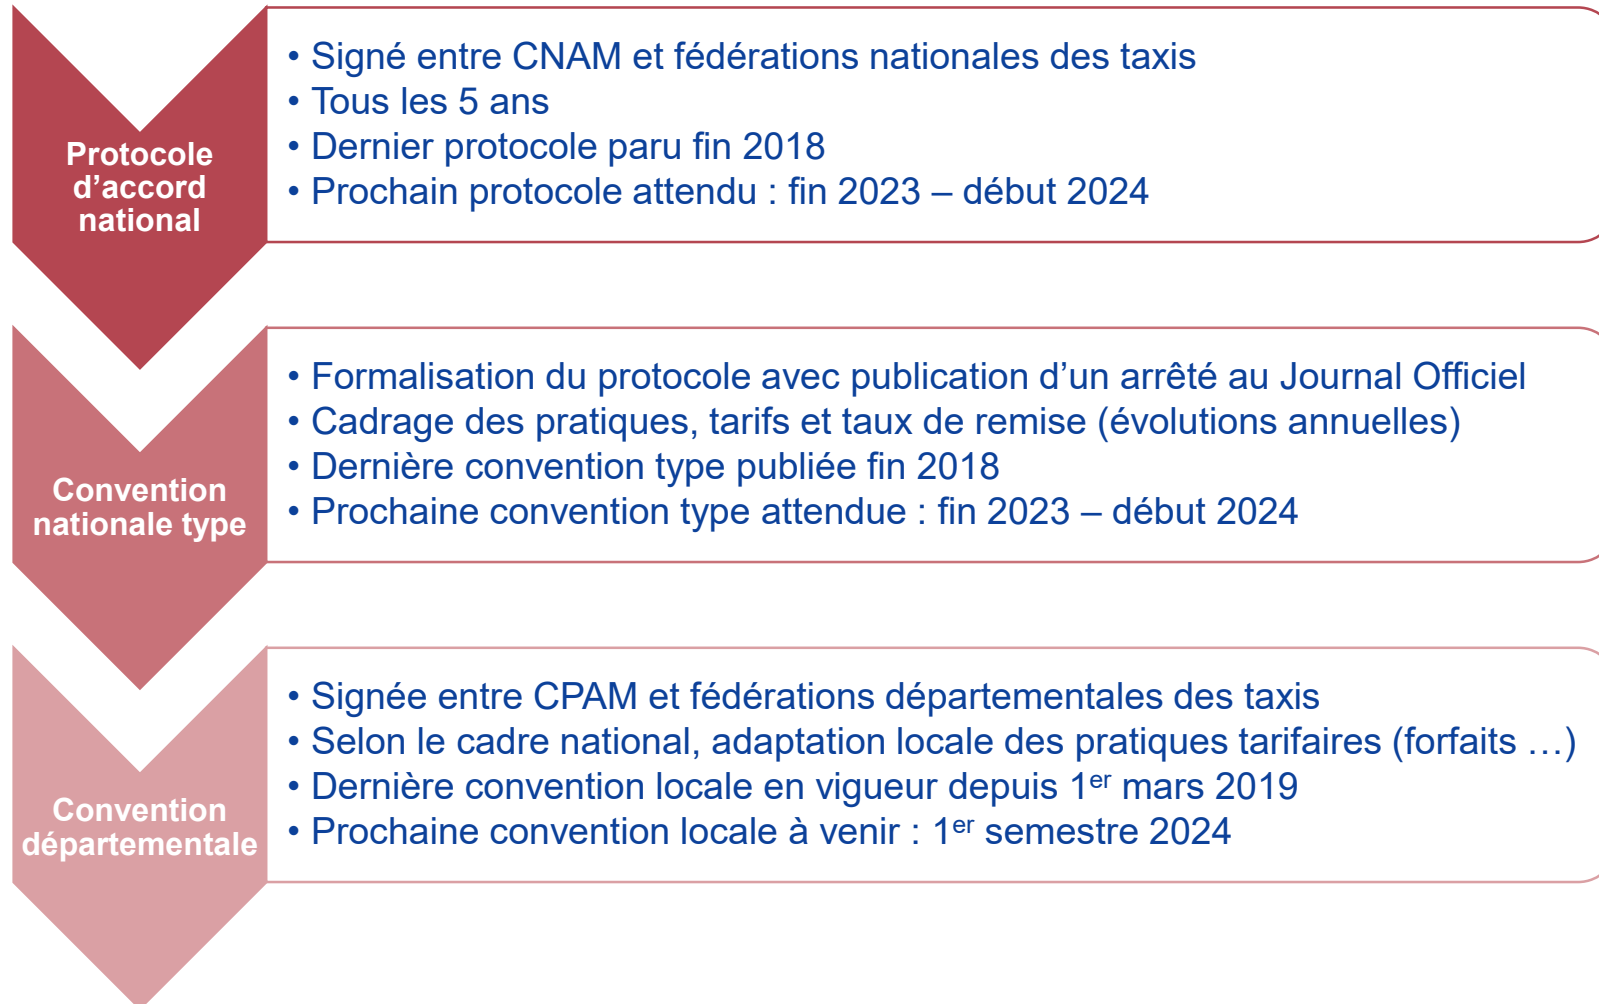 Protocole
d’accord
national
• Signé entre CNAM et fédérations nationales des taxis
• Tous les 5 ans
• Dernier protocole paru fin 2018
• Prochain protocole attendu : fin 2023 – début 2024
Convention
nationale type
• Formalisation du protocole avec publication d’un arrêté au Journal Officiel
• Cadrage des pratiques, tarifs et taux de remise (évolutions annuelles)
• Dernière convention type publiée fin 2018
• Prochaine convention type attendue : fin 2023 – début 2024
Convention
départementale
• Signée entre CPAM et fédérations départementales des taxis
• Selon le cadre national, adaptation locale des pratiques tarifaires (forfaits …)
• Dernière convention locale en vigueur depuis 1er mars 2019
• Prochaine convention locale à venir : 1er semestre 2024